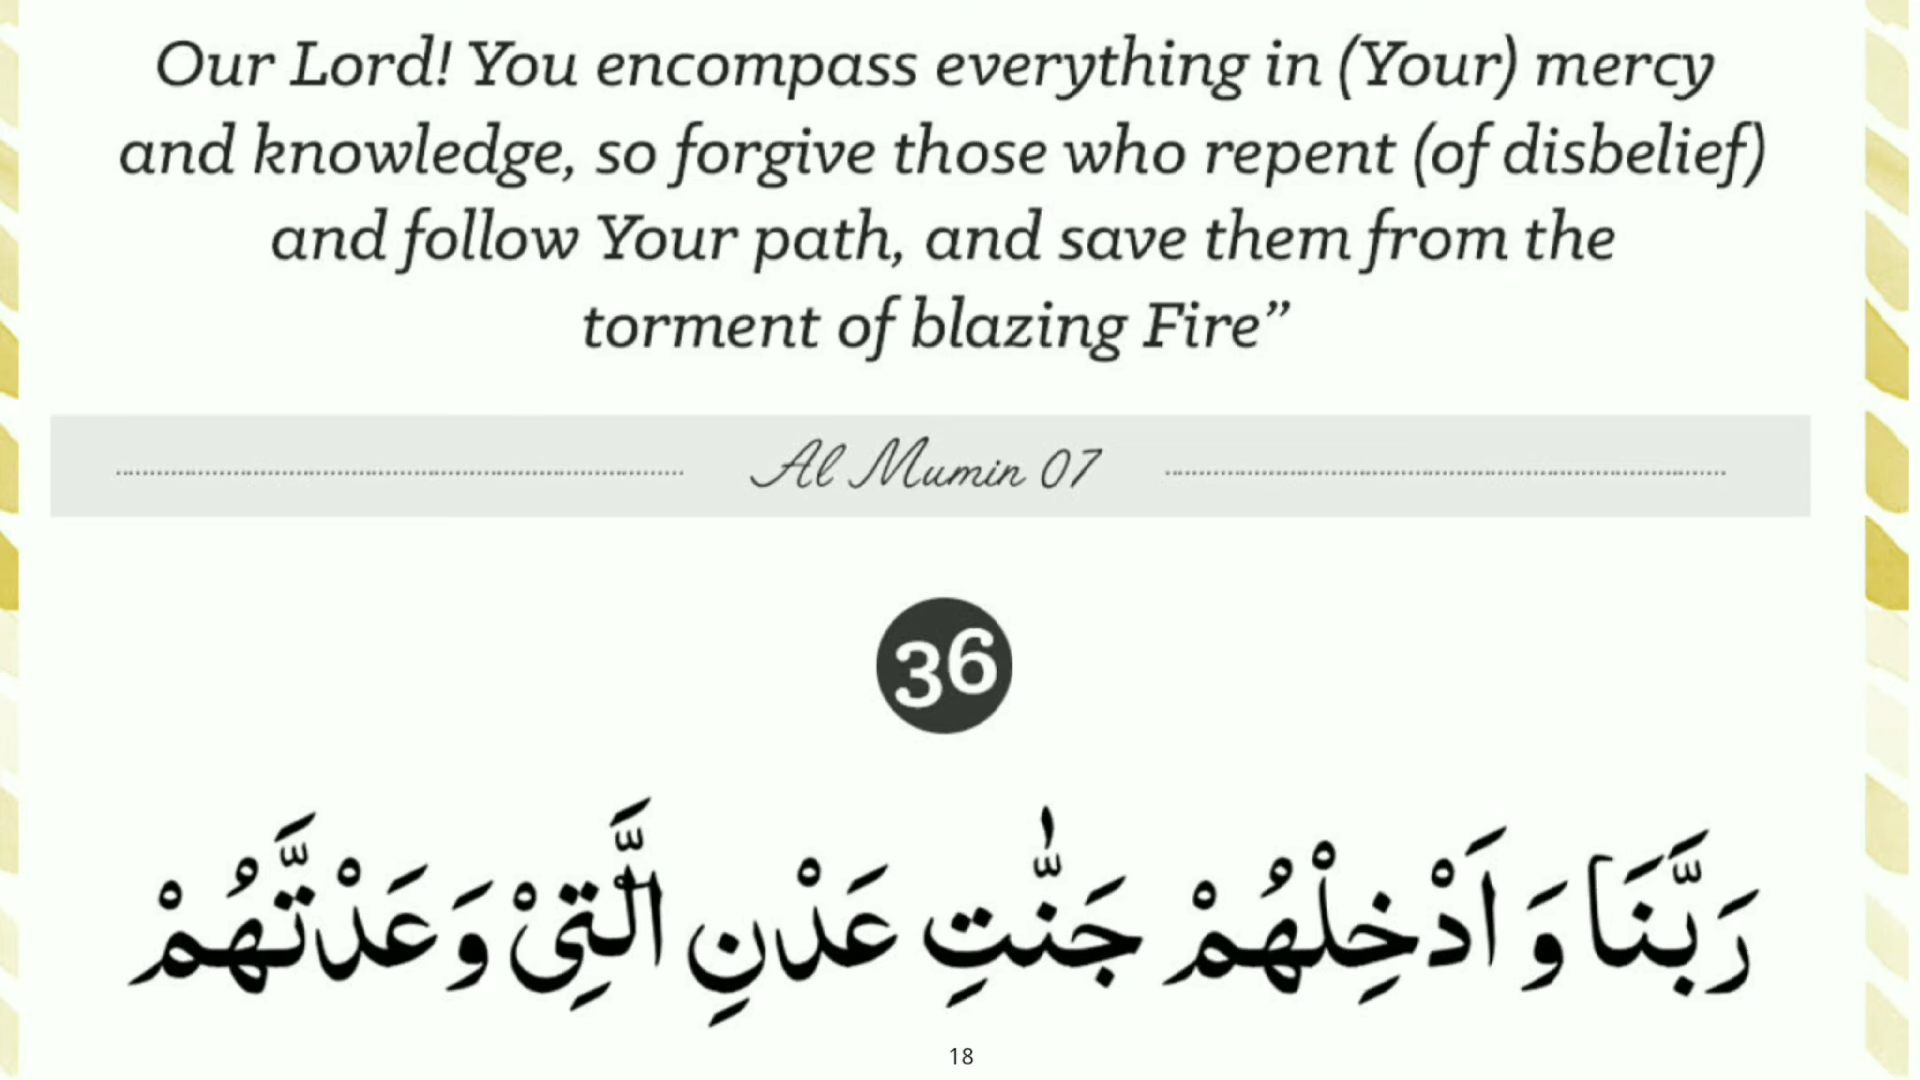 Our Lord! You encompass everything in (Your) mercy
and knowledge, so forgive those who repent (of disbelief)
and follow Your path, and save them from the
torment of blazing Fire”
Al Mumin 07
36
رَبَّنَا وَ اَدْخِلْهُمْ جَنّٰتِ عَدْنِ الَّتِیْ وَعَدْتَّهُمْ
18